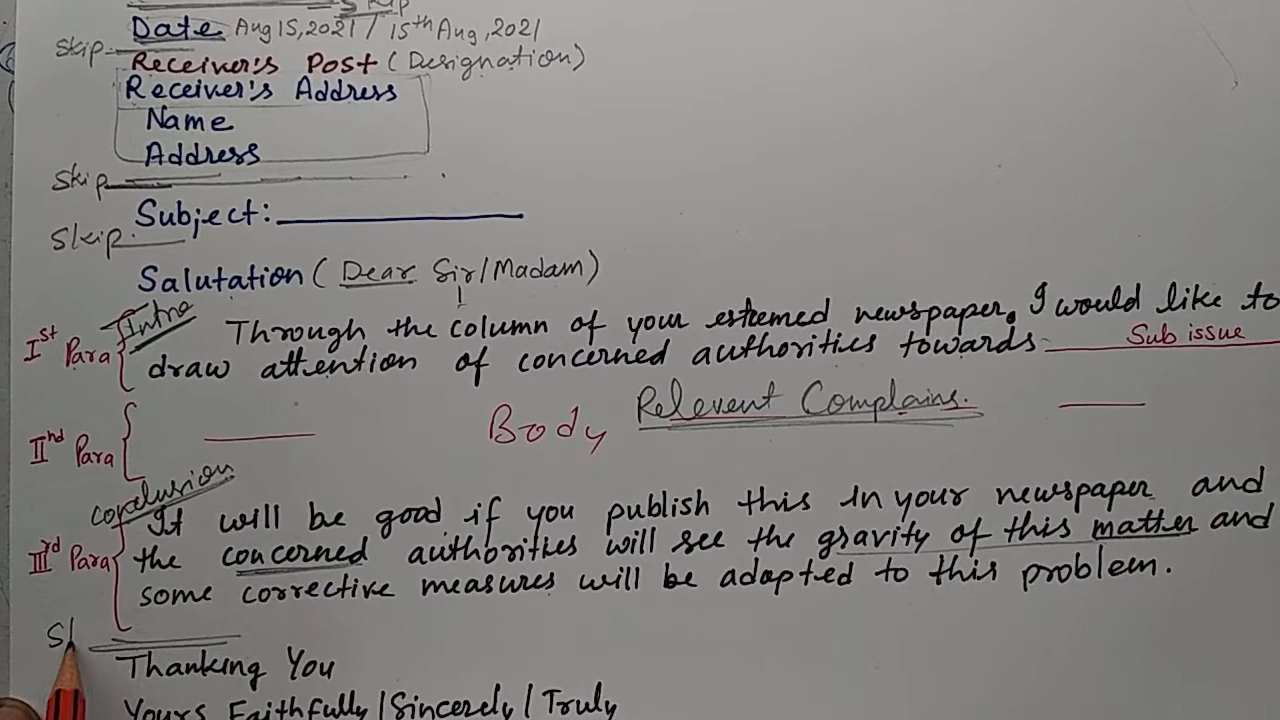 Skip
Date Aug 15, 2021 / 15th Aug, 2021
Skip
Receiver's Post (Designation)
Receiver's Address
Name
Address
Skip
Subject:
Skip
Salutation (Dear Sir/Madam)
Intro
Ist Para Through the column of your esteemed newspaper, I would like to
draw attention of concerned authorities towards Sub issue
IInd Para Body Relevent Complains.
Conclusion
IIIrd Para It will be good if you publish this in your newspaper and
the concerned authorities will see the gravity of this matter and
some corrective measures will be adapted to this problem.
Sk
Thanking You
Yours Faithfully / Sincerely / Truly